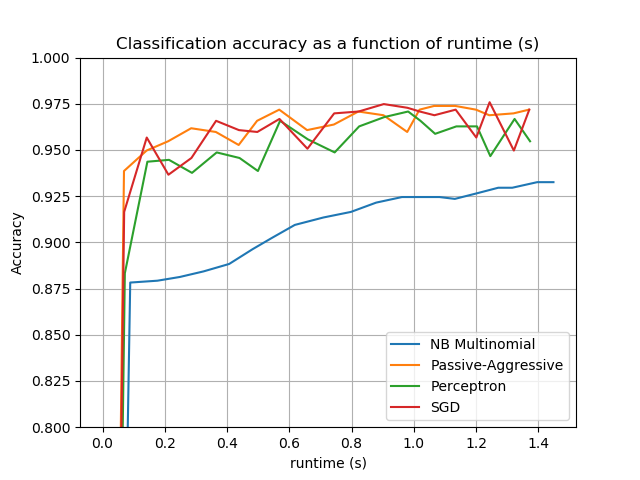 Classification accuracy as a function of runtime (s)
1.000
0.975
0.950
0.925
0.900
0.875
0.850
0.825
0.800
Accuracy
NB Multinomial
Passive-Aggressive
Perceptron
SGD
0.0 0.2 0.4 0.6 0.8 1.0 1.2 1.4
runtime (s)